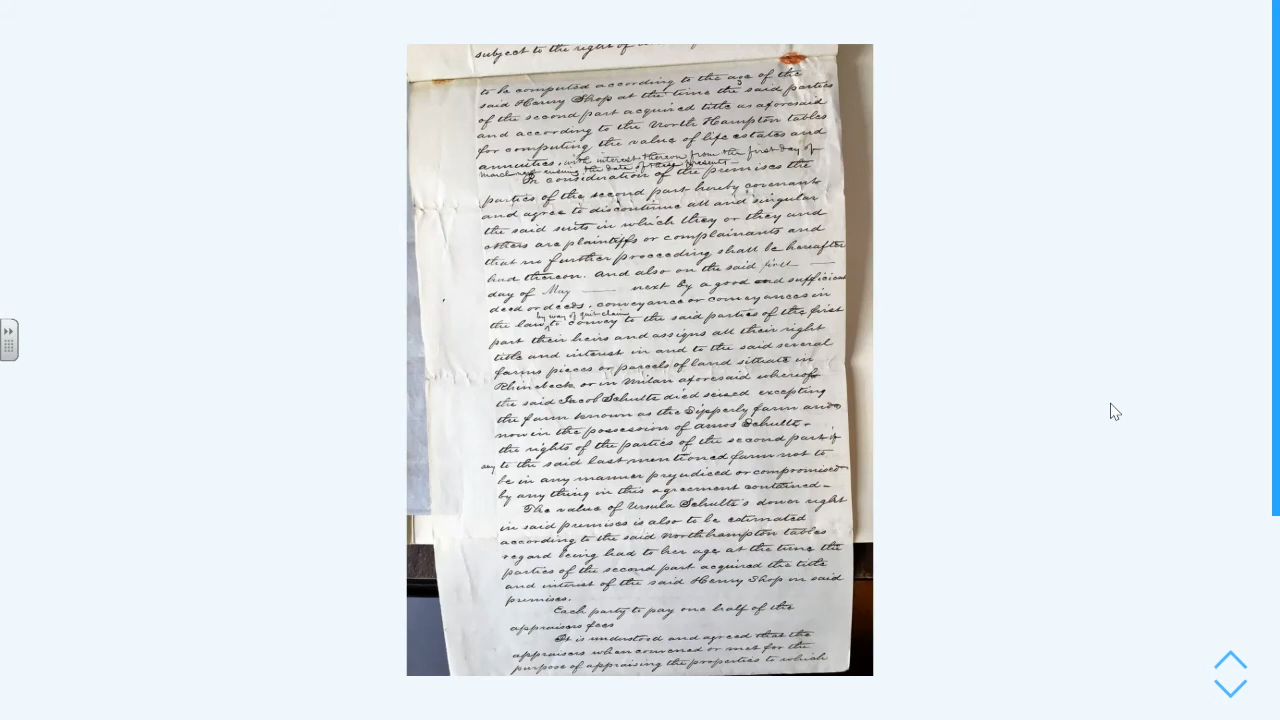 subject to the right of
to be computed according to the age of the
said Henry Shop at the time the said parties
of the second part acquired title as aforesaid
and according to the North Hampton tables
for computing the value of life estates and
annuities, with interest thereon from the first day of
March next ensuing the date of these presents—
In consideration of the premises the
parties of the second part hereby covenant
and agree to discontinue all and singular
the said suits in which they or they and
others are plaintiffs or complainants and
that no further proceeding shall be hereafter
had thereon. And also on the said first —
day of May —— next by a good and sufficient
deed or deeds, conveyance or conveyances in
by way of quit claim
the law, to convey to the said parties of the first
part their heirs and assigns all their right
title and interest in and to the said several
farms pieces or parcels of land situate in
Rhinebeck or in Milan aforesaid whereof
the said Jacob Schultz died seised excepting
the farm known as the Sipperly farm and
now in the possession of Amos Schultz.
the rights of the parties of the second part if
any to the said last mentioned farm not to
be in any manner prejudiced or compromised
by any thing in this agreement contained—
The value of Ursula Schultz's dower right
in said premises is also to be estimated
according to the said Northhampton tables
regard being had to her age at the time the
parties of the second part acquired the title
and interest of the said Henry Shop in said
premises.
Each party to pay one half of the
appraisers fees
It is understood and agreed that the
appraisers when convened or met for the
purpose of appraising the properties to which